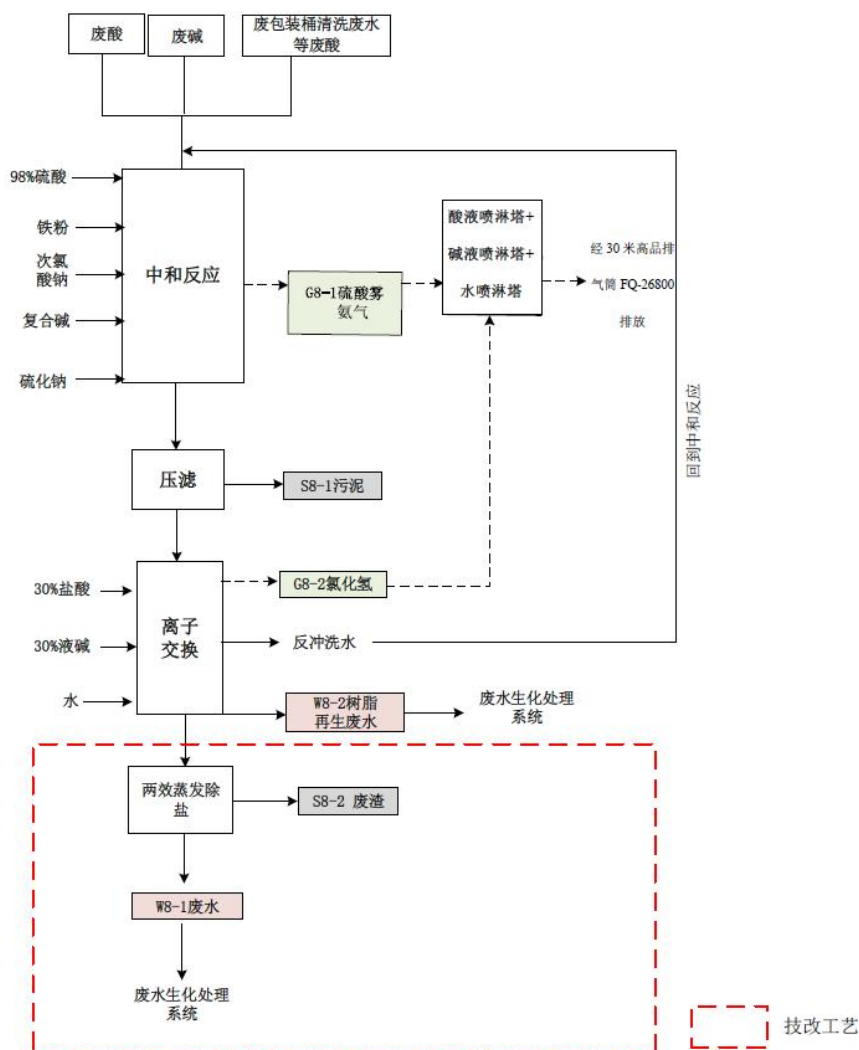 废酸
废碱
废包装桶清洗废水
等废酸
98%硫酸
铁粉
次氯
酸钠
复合碱
硫化钠
中和反应
G8-1硫酸雾
氨气
酸液喷淋塔+
碱液喷淋塔+
水喷淋塔
经 30 米高品排
气筒 FQ-26800
排放
回到中和反应
压滤
S8-1污泥
30%盐酸
30%液碱
水
离子
交换
G8-2氯化氢
反冲洗水
W8-2树脂
再生废水
废水生化处理
系统
两效蒸发除
盐
S8-2 废渣
W8-1废水
废水生化处理
系统
技改工艺